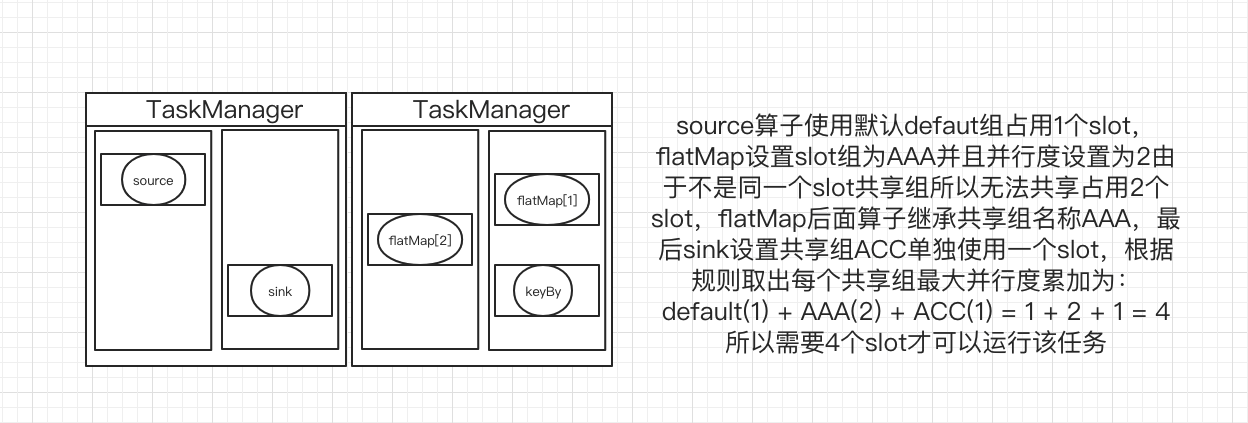 TaskManager
TaskManager
source
flatMap[1]
flatMap[2]
sink
keyBy
source算子使用默认defaut组占用1个slot，
flatMap设置slot组为AAA并且并行度设置为2由
于不是同一个slot共享组所以无法共享占用2个
slot，flatMap后面算子继承共享组名称AAA，最
后sink设置共享组ACC单独使用一个slot，根据
规则取出每个共享组最大并行度累加为：
default(1) + AAA(2) + ACC(1) = 1 + 2 + 1 = 4
所以需要4个slot才可以运行该任务